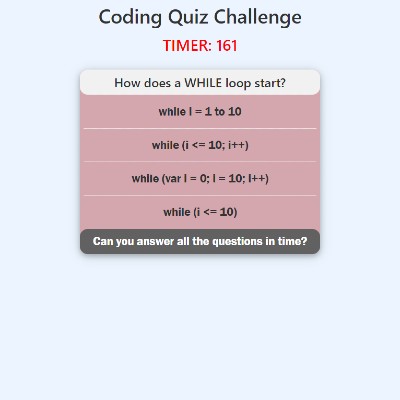 Coding Quiz Challenge
TIMER: 161
How does a WHILE loop start?
while i = 1 to 10
while (i <= 10; i++)
while (var i = 0; i = 10; i++)
while (i <= 10)
Can you answer all the questions in time?